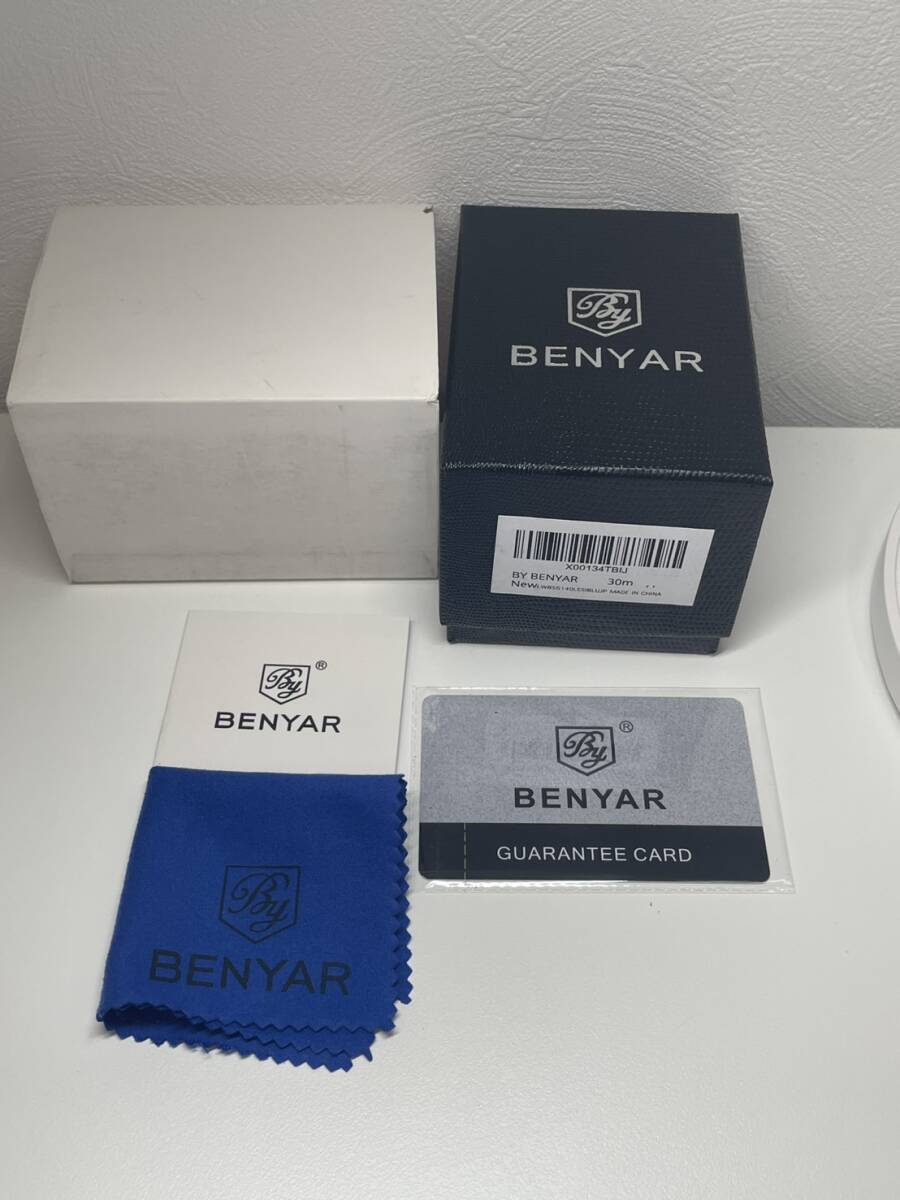 By
BENYAR
X00134TBIJ
BY BENYAR 30m
New MADE IN CHINA
By ®
BENYAR
By ®
BENYAR
GUARANTEE CARD
By
BENYAR